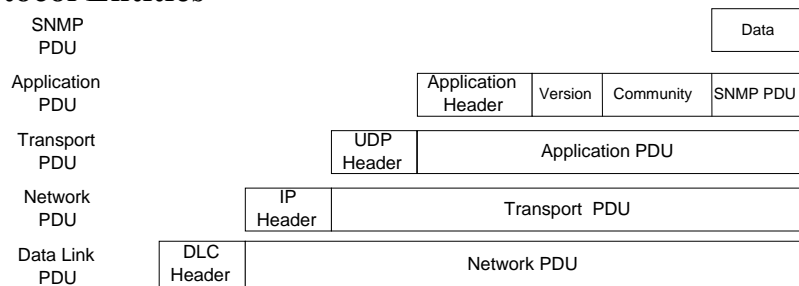 SNMP
PDU
Data
Application
PDU
Application
Header
Version
Community
SNMP PDU
Transport
PDU
UDP
Header
Application PDU
Network
PDU
IP
Header
Transport PDU
Data Link
PDU
DLC
Header
Network PDU